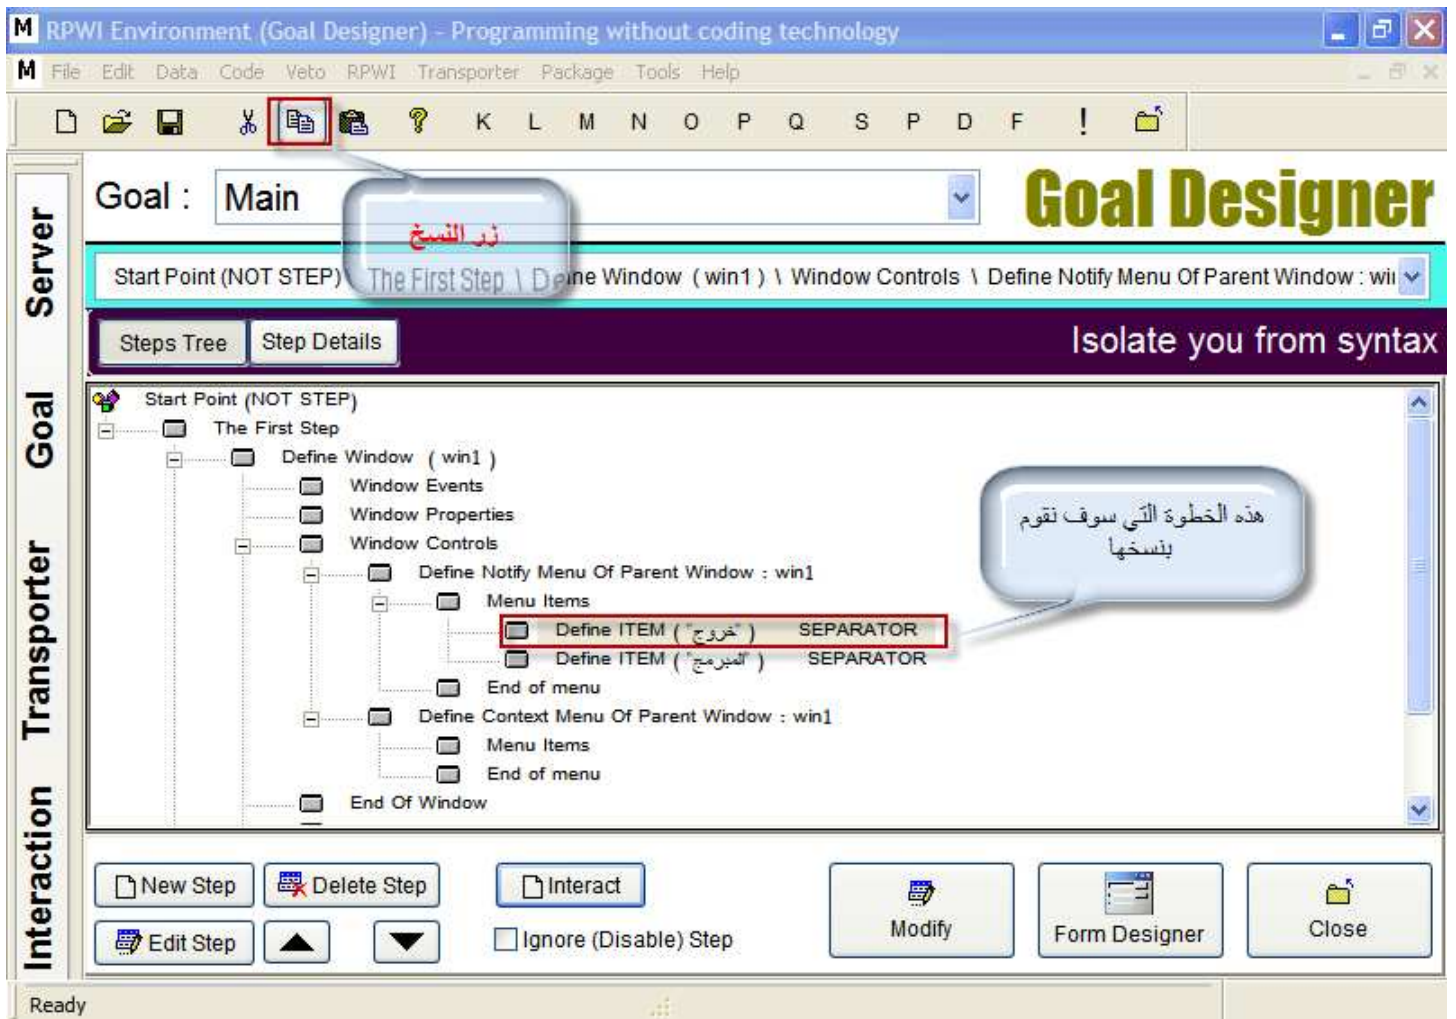 M RPWI Environment (Goal Designer) - Programming without coding technology
M File Edit Data Code Veto RPWI Transporter Package Tools Help
K L M N O P Q S P D F !
Goal : Main
Goal Designer
زر النسخ
Start Point (NOT STEP) \ The First Step \ Define Window ( win1 ) \ Window Controls \ Define Notify Menu Of Parent Window : wi
Steps Tree Step Details
Isolate you from syntax
Server
Goal
Transporter
Interaction
Start Point (NOT STEP)
The First Step
Define Window ( win1 )
Window Events
Window Properties
Window Controls
Define Notify Menu Of Parent Window : win1
Menu Items
Define ITEM ( "خروج" ) SEPARATOR
Define ITEM ( "المبرمج" ) SEPARATOR
End of menu
Define Context Menu Of Parent Window : win1
Menu Items
End of menu
End Of Window
هذه الخطوة التي سوف نقوم
بنسخها
New Step Delete Step Interact
Edit Step Ignore (Disable) Step
Modify Form Designer Close
Ready